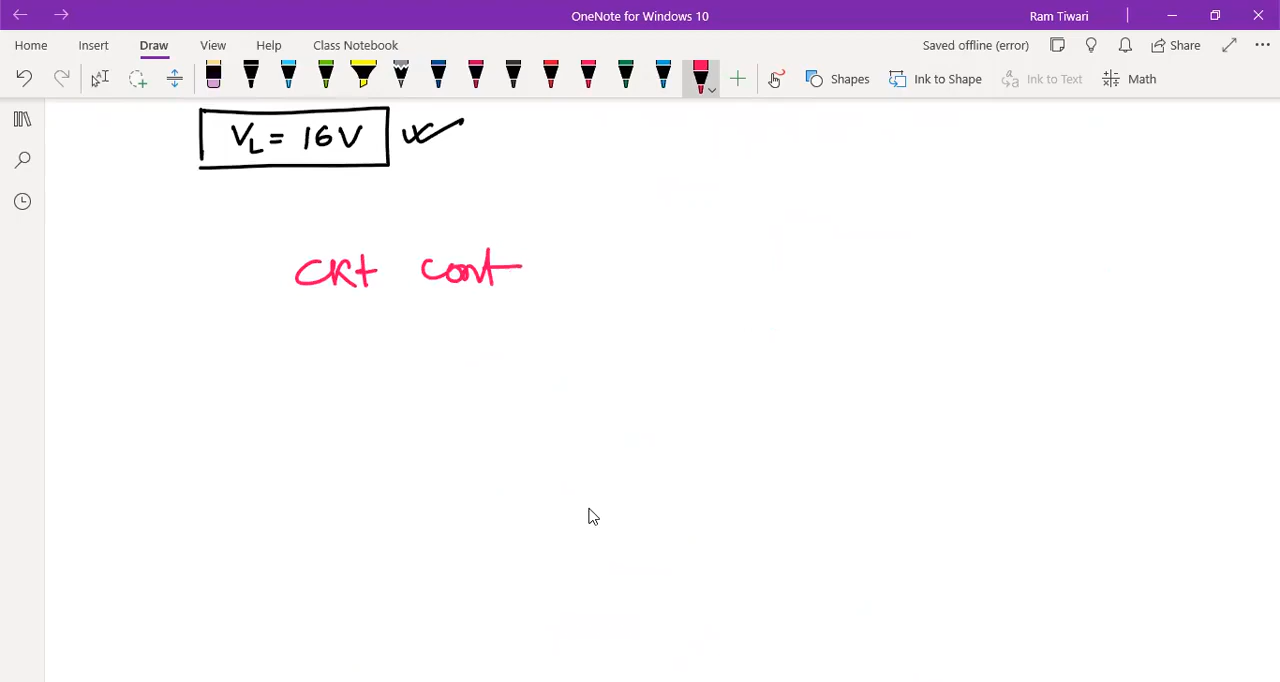 OneNote for Windows 10
Ram Tiwari
Home Insert Draw View Help Class Notebook
Saved offline (error)
Share
Shapes
Ink to Shape
Ink to Text
Math
VL = 16V
CKt cont